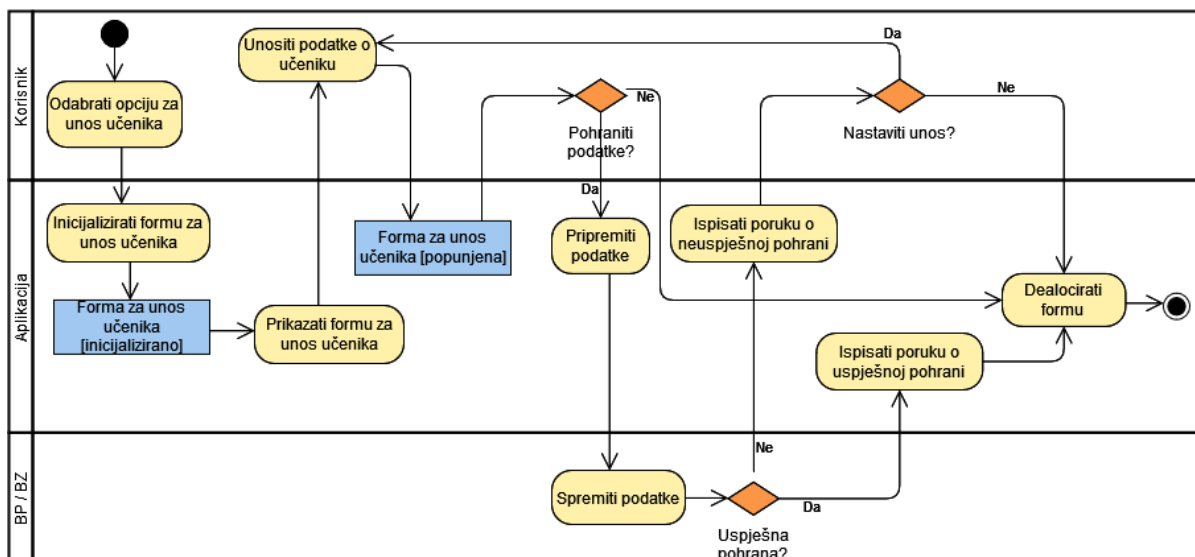 Korisnik
Odabrati opciju za
unos učenika
Unositi podatke o
učeniku
Da
Ne
Pohraniti
podatke?
Nastaviti unos?
Ne
Aplikacija
Inicijalizirati formu za
unos učenika
Forma za unos
učenika
[inicijalizirano]
Prikazati formu za
unos učenika
Forma za unos
učenika [popunjena]
Da
Pripremiti
podatke
Ispisati poruku o
neuspješnoj pohrani
Dealocirati
formu
Ispisati poruku o
uspješnoj pohrani
BP / BZ
Spremiti podatke
Ne
Da
Uspješna
pohrana?